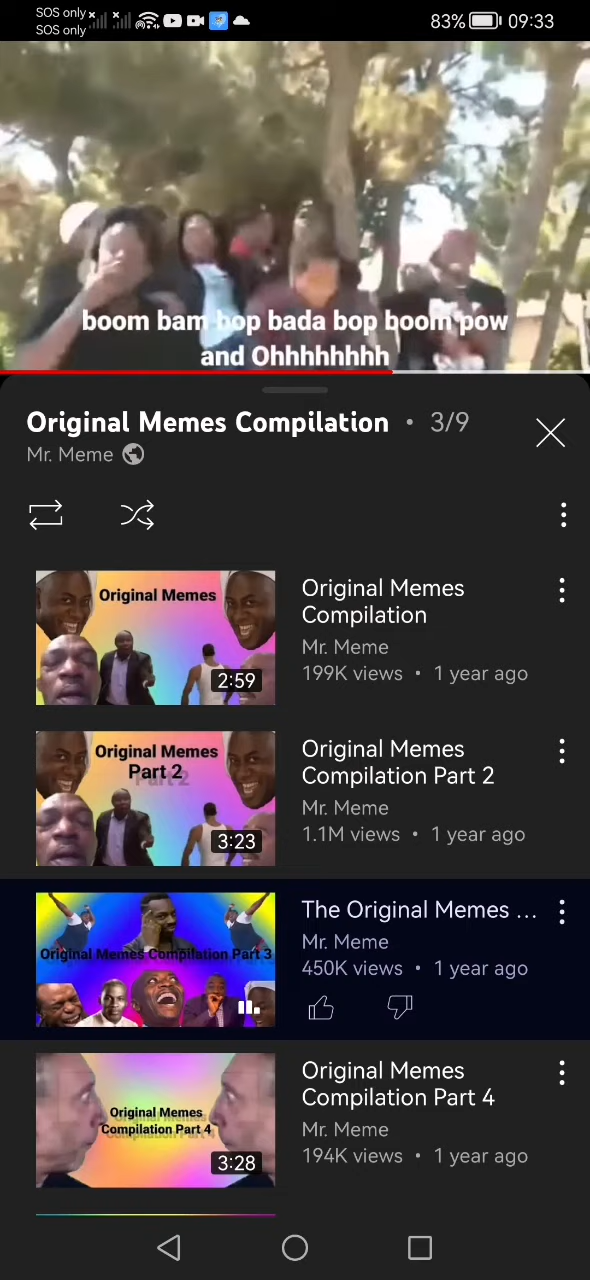 SOS only
SOS only
83%
09:33
boom bam bop bada bop boom pow
and Ohhhhhhhh
Original Memes Compilation • 3/9
Mr. Meme
Original Memes
2:59
Original Memes
Compilation
Mr. Meme
199K views • 1 year ago
Original Memes
Part 2
3:23
Original Memes
Compilation Part 2
Mr. Meme
1.1M views • 1 year ago
Original Memes Compilation Part 3
The Original Memes ...
Mr. Meme
450K views • 1 year ago
Original Memes
Compilation Part 4
3:28
Original Memes
Compilation Part 4
Mr. Meme
194K views • 1 year ago